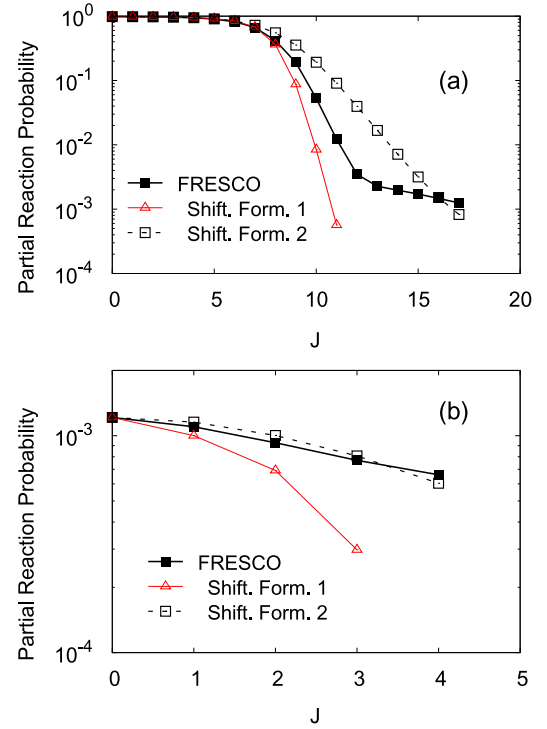 10^0
10^-1
10^-2
10^-3
10^-4
Partial Reaction Probability
(a)
FRESCO
Shift. Form. 1
Shift. Form. 2
0 5 10 15 20
J
10^-3
10^-4
Partial Reaction Probability
(b)
FRESCO
Shift. Form. 1
Shift. Form. 2
0 1 2 3 4 5
J